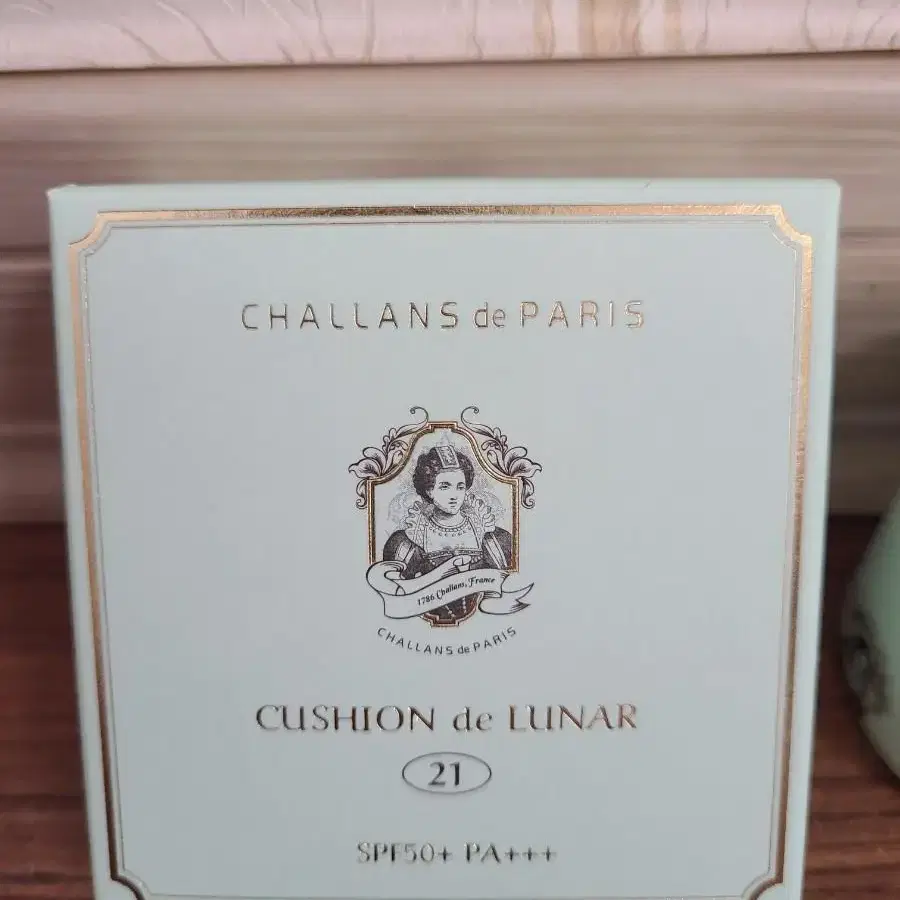 CHALLANS de PARIS
1786 Challans, France
CHALLANS de PARIS
CUSHION de LUNAR
21
SPF50+ PA+++